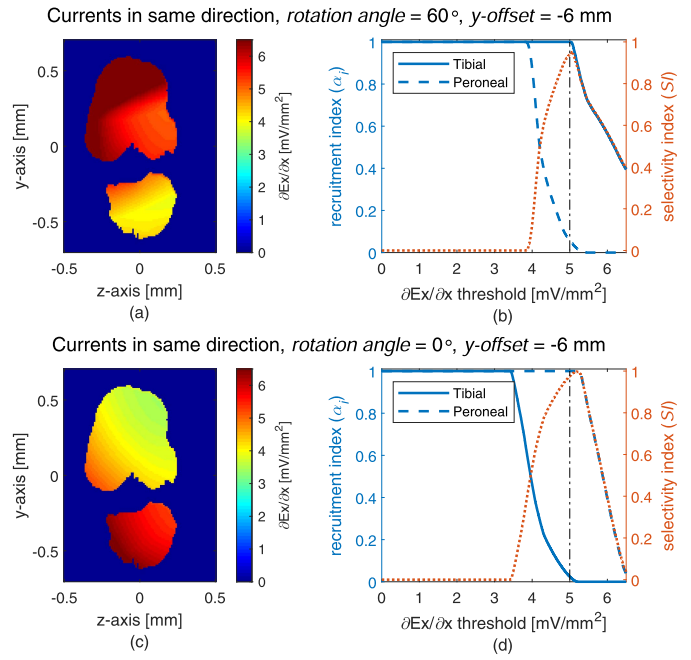 Currents in same direction, rotation angle = 60°, y-offset = -6 mm
y-axis [mm]
0.5
0
-0.5
-0.5
0
0.5
z-axis [mm]
(a)
6
5
4
3
2
1
0
∂Ex/∂x [mV/mm²]
recruitment index (αᵢ)
1
0.8
0.6
0.4
0.2
0
Tibial
Peroneal
0 1 2 3 4 5 6
∂Ex/∂x threshold [mV/mm²]
(b)
1
0.8
0.6
0.4
0.2
0
selectivity index (SI)
Currents in same direction, rotation angle = 0°, y-offset = -6 mm
y-axis [mm]
0.5
0
-0.5
-0.5
0
0.5
z-axis [mm]
(c)
6
5
4
3
2
1
0
∂Ex/∂x [mV/mm²]
recruitment index (αᵢ)
1
0.8
0.6
0.4
0.2
0
Tibial
Peroneal
0 1 2 3 4 5 6
∂Ex/∂x threshold [mV/mm²]
(d)
1
0.8
0.6
0.4
0.2
0
selectivity index (SI)